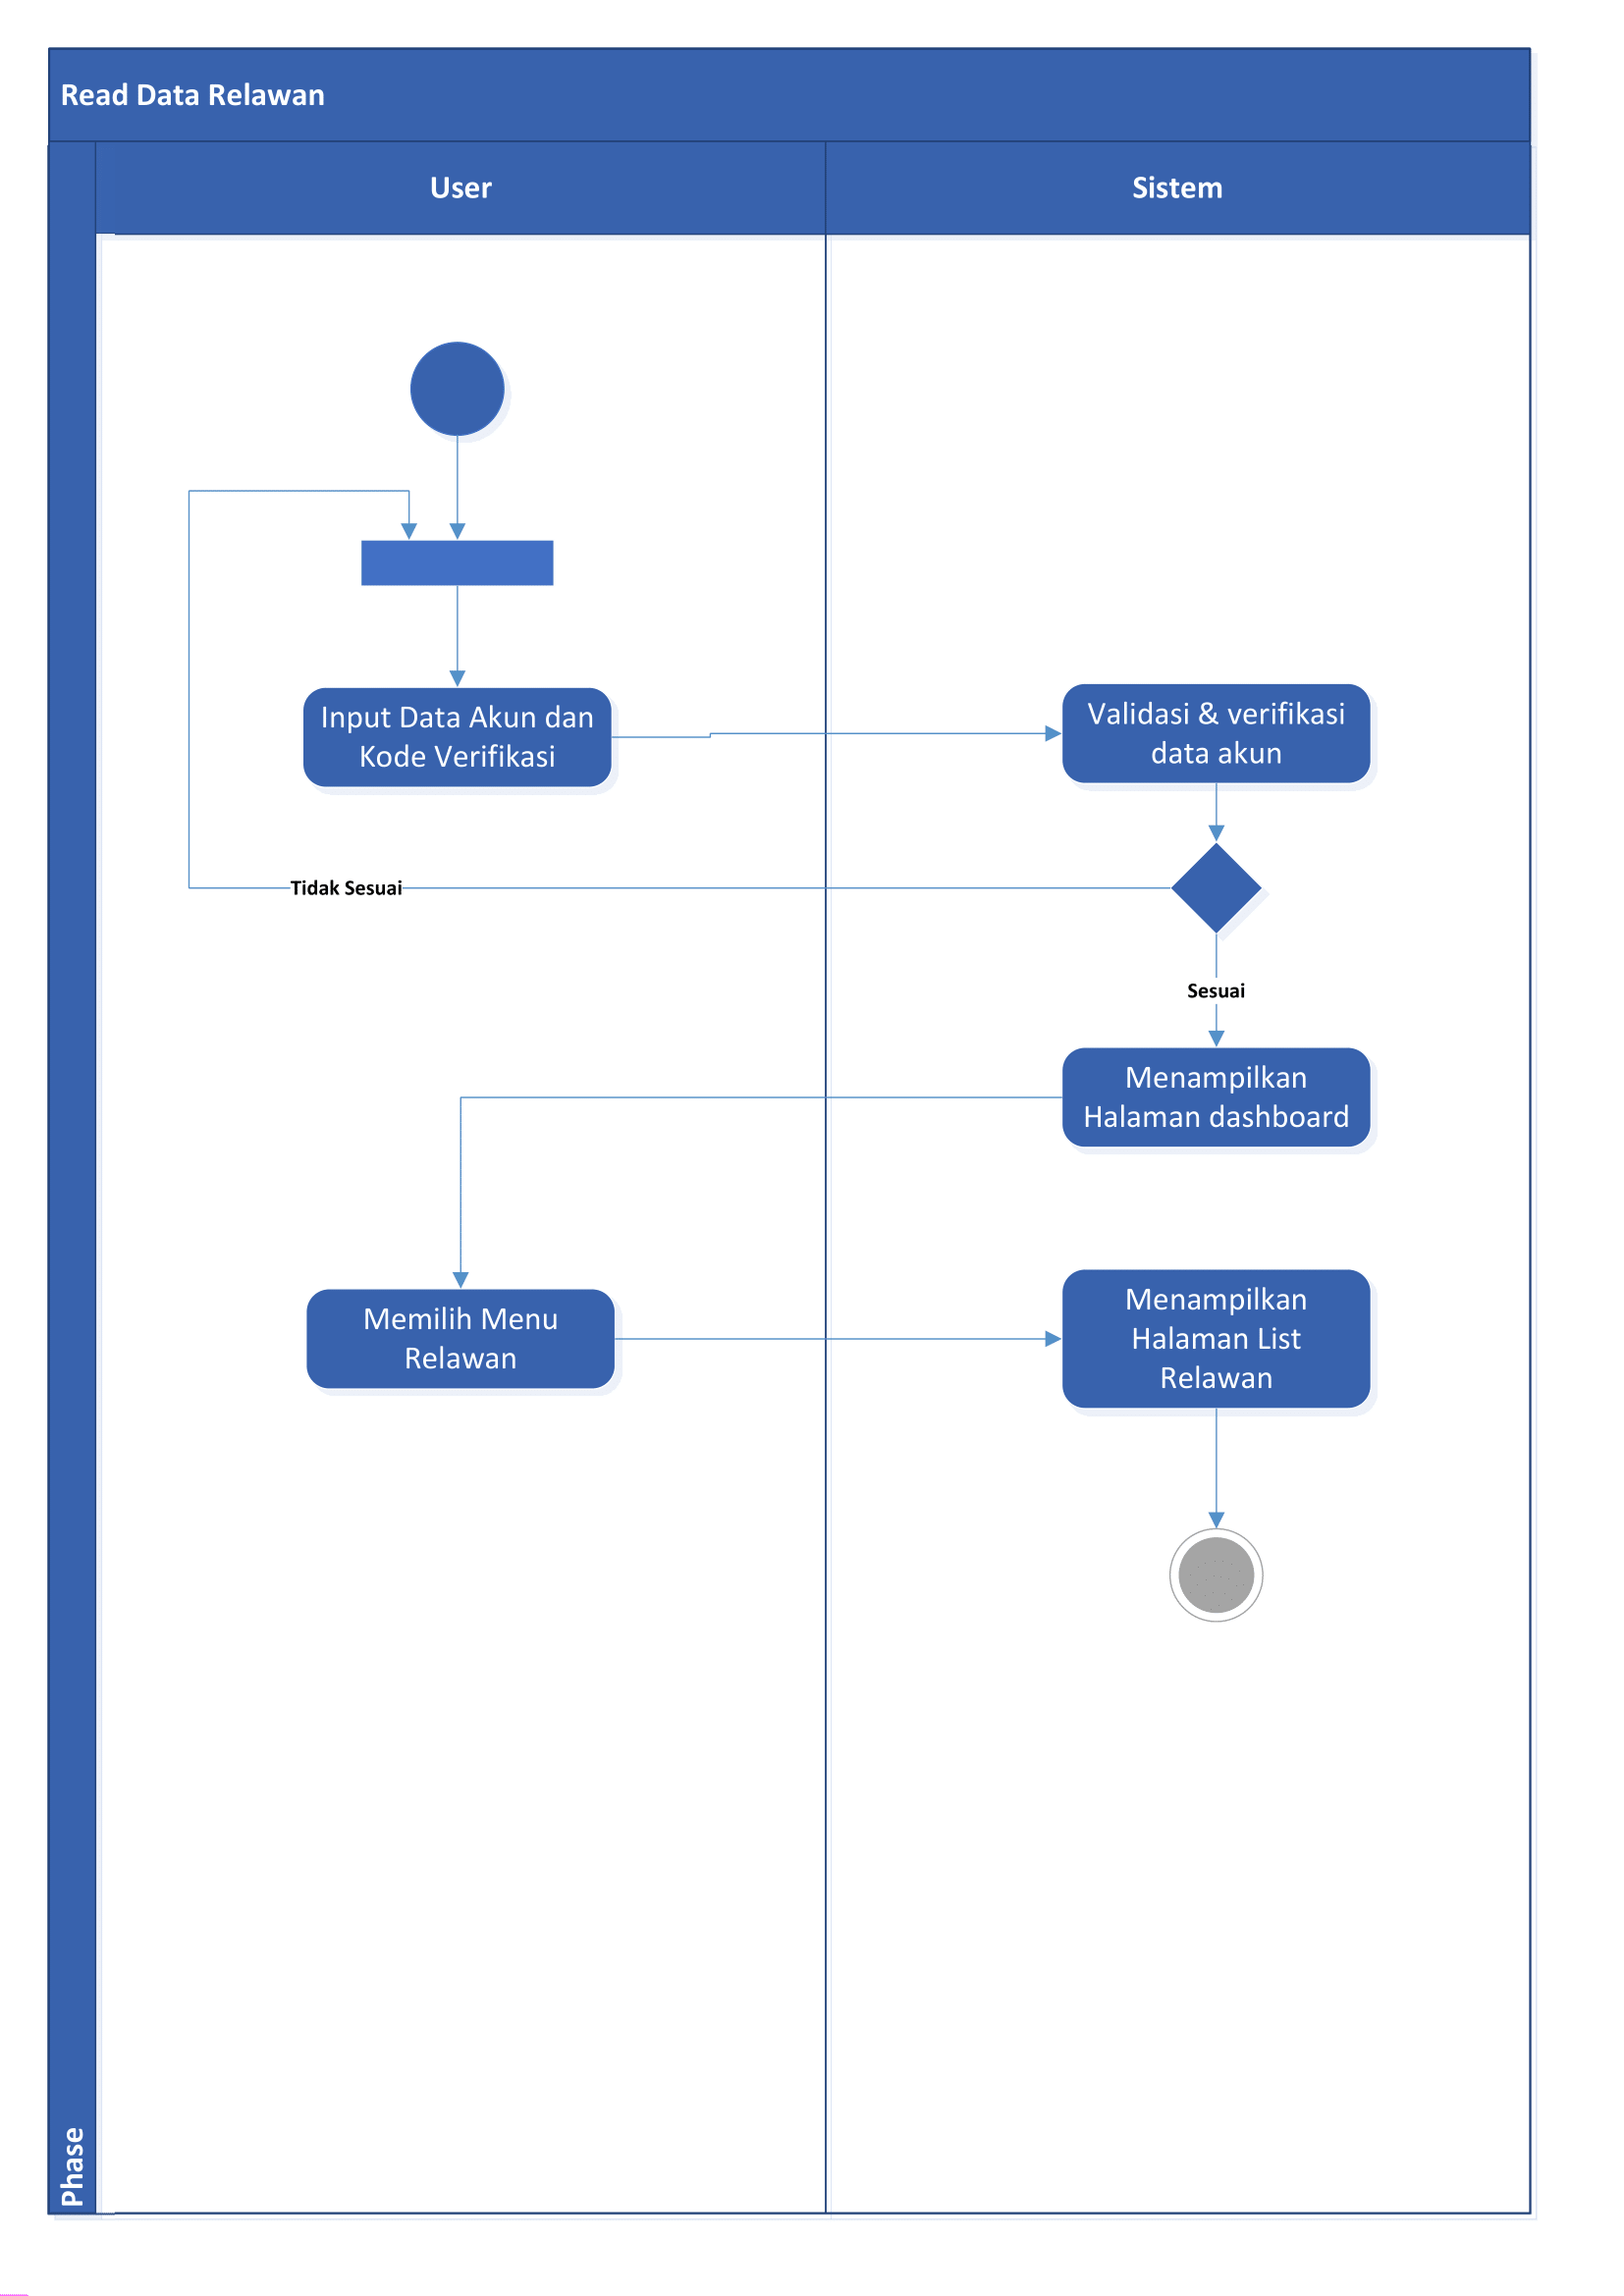 Read Data Relawan
User
Sistem
Input Data Akun dan
Kode Verifikasi
Validasi & verifikasi
data akun
Tidak Sesuai
Sesuai
Menampilkan
Halaman dashboard
Memilih Menu
Relawan
Menampilkan
Halaman List
Relawan
Phase